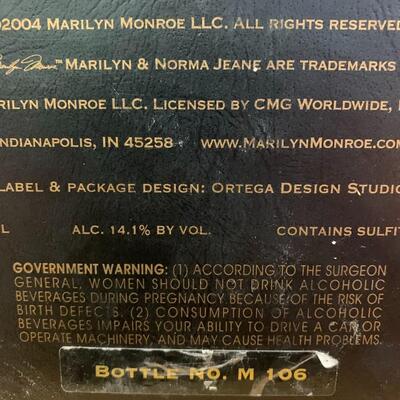 ©2004 Marilyn Monroe LLC. All rights reserved
™ Marilyn & Norma Jeane are trademarks
arilyn Monroe LLC. Licensed by CMG Worldwide, I
ndianapolis, IN 45258 www.MarilynMonroe.com
Label & package design: Ortega Design Studio
L Alc. 14.1% by Vol. contains sulfit
GOVERNMENT WARNING: (1) ACCORDING TO THE SURGEON
GENERAL, WOMEN SHOULD NOT DRINK ALCOHOLIC
BEVERAGES DURING PREGNANCY BECAUSE OF THE RISK OF
BIRTH DEFECTS. (2) CONSUMPTION OF ALCOHOLIC
BEVERAGES IMPAIRS YOUR ABILITY TO DRIVE A CAR OR
OPERATE MACHINERY, AND MAY CAUSE HEALTH PROBLEMS.
Bottle no. M 106